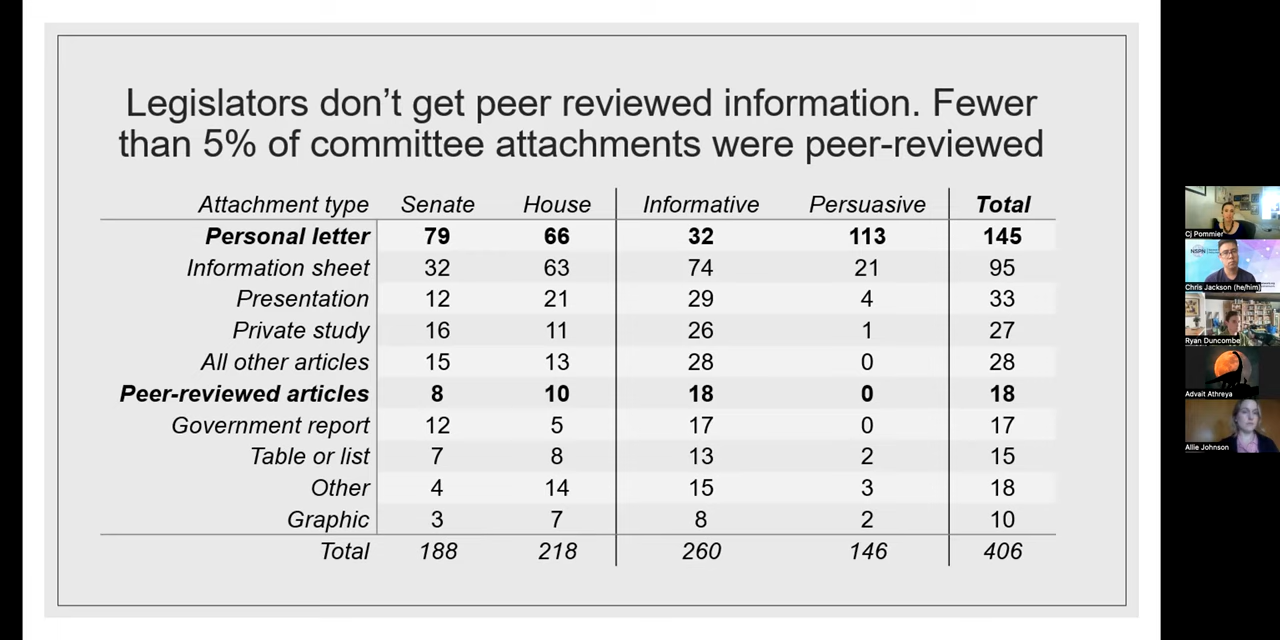 Legislators don't get peer reviewed information. Fewer
than 5% of committee attachments were peer-reviewed
Attachment type Senate House Informative Persuasive Total
Personal letter 79 66 32 113 145
Information sheet 32 63 74 21 95
Presentation 12 21 29 4 33
Private study 16 11 26 1 27
All other articles 15 13 28 0 28
Peer-reviewed articles 8 10 18 0 18
Government report 12 5 17 0 17
Table or list 7 8 13 2 15
Other 4 14 15 3 18
Graphic 3 7 8 2 10
Total 188 218 260 146 406
Cj Pommier
NSPN
Chris Jackson (he/him)
Ryan Duncombe
Advait Athreya
Allie Johnson